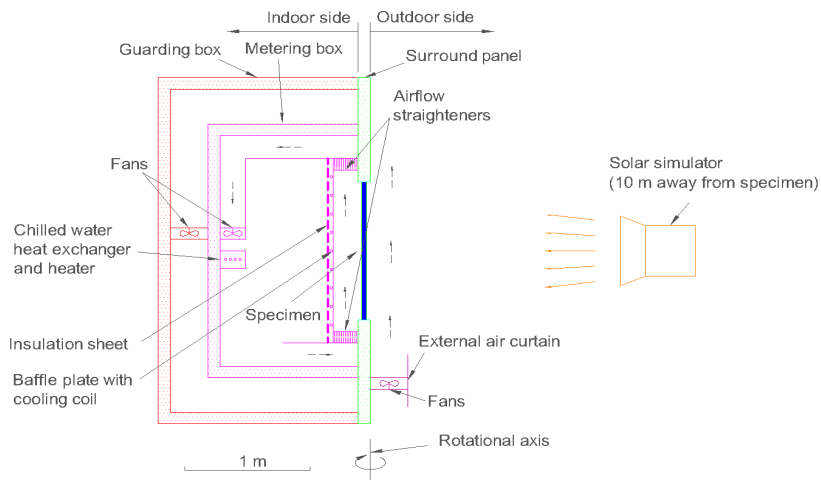 Indoor side
Outdoor side
Guarding box
Metering box
Surround panel
Airflow
straighteners
Fans
Solar simulator
(10 m away from specimen)
Chilled water
heat exchanger
and heater
Specimen
Insulation sheet
External air curtain
Baffle plate with
cooling coil
Fans
Rotational axis
1 m